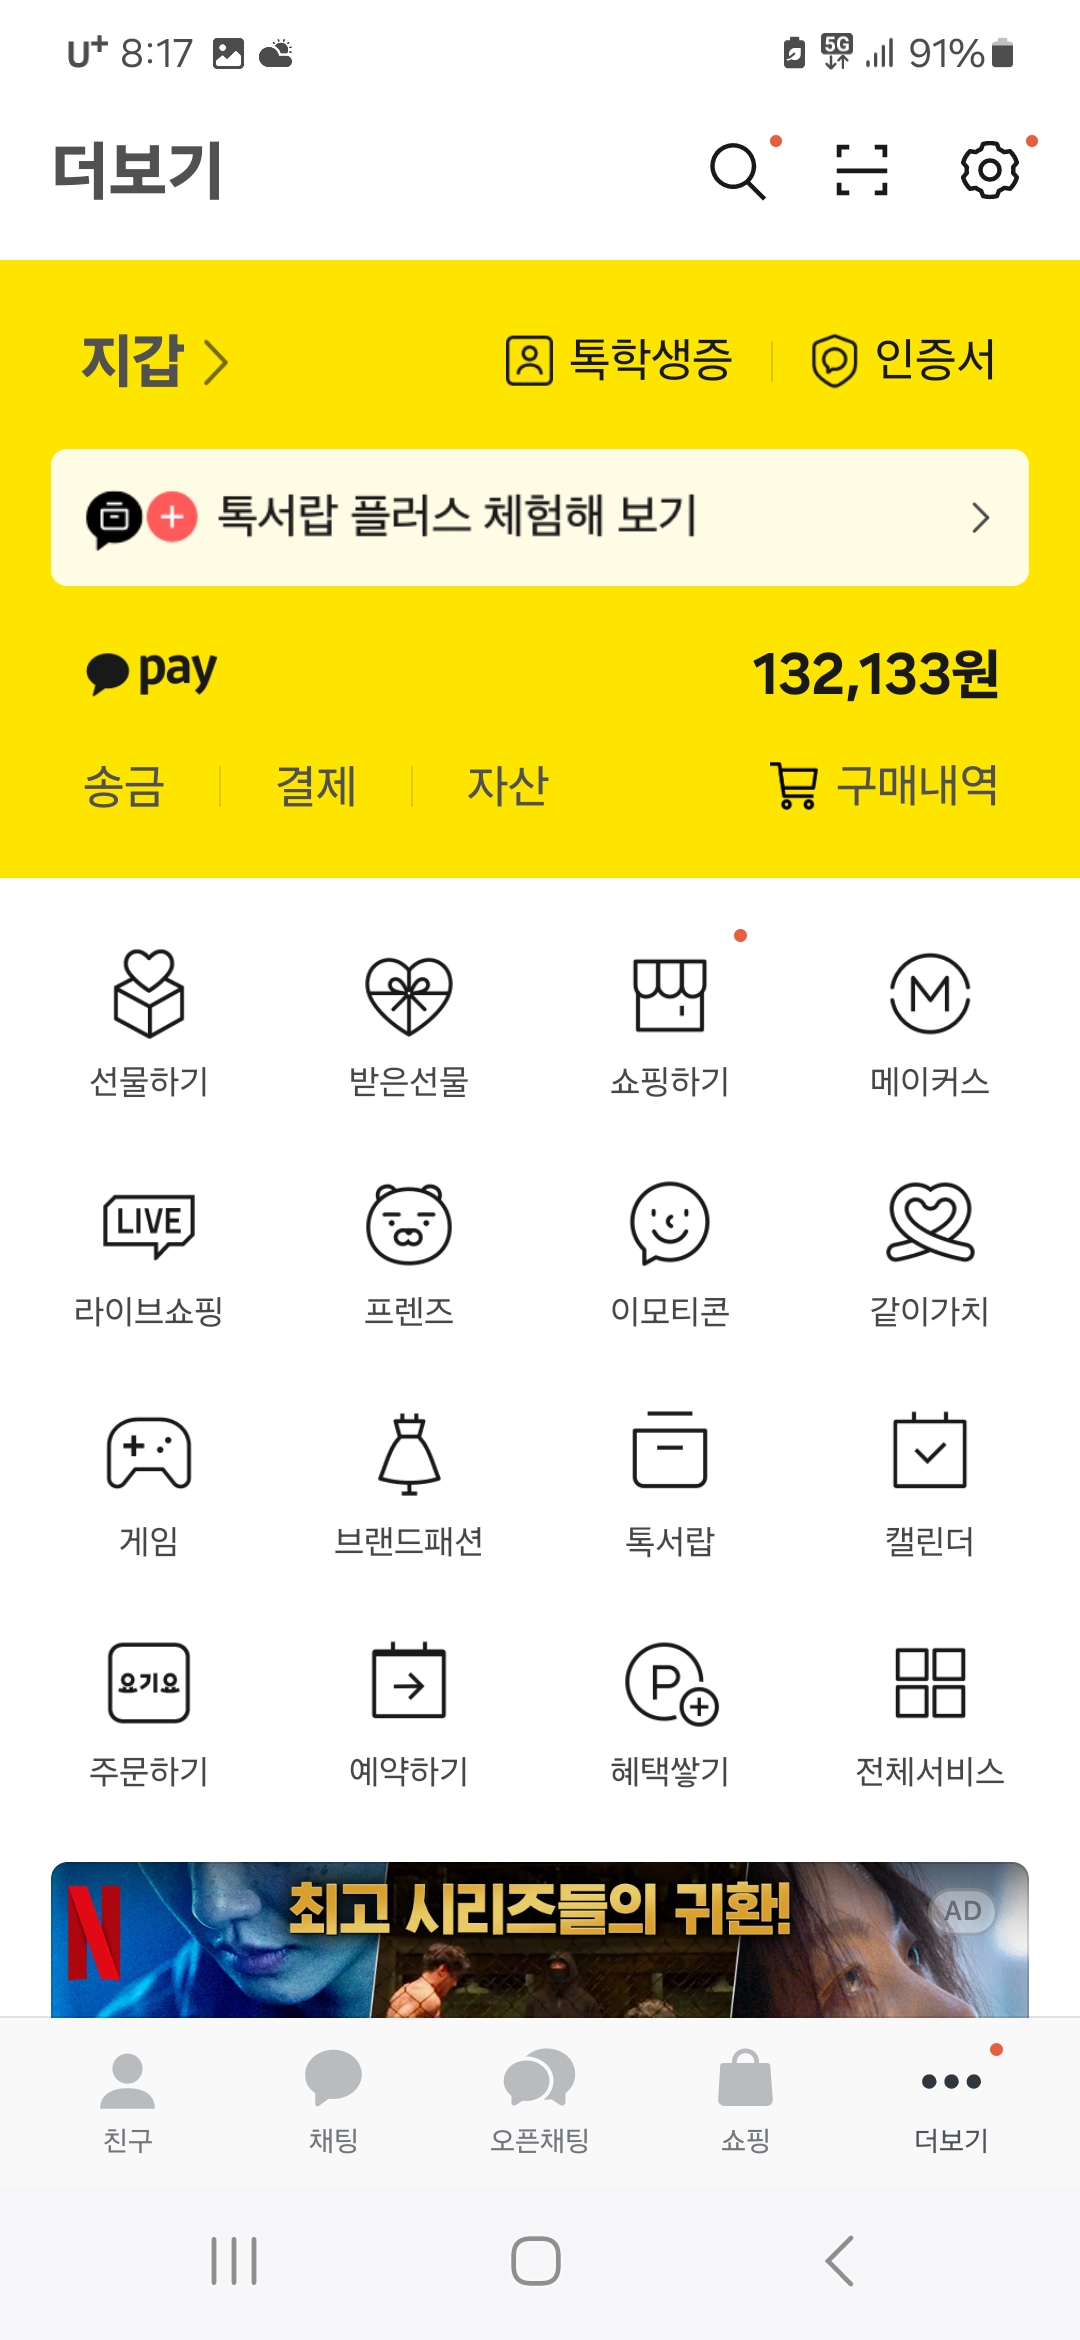 U+ 8:17 5G 91%
더보기
지갑 톡학생증 인증서
톡서랍 플러스 체험해 보기
pay 132,133원
송금 결제 자산 구매내역
선물하기 받은선물 쇼핑하기 메이커스
LIVE
라이브쇼핑 프렌즈 이모티콘 같이가치
게임 브랜드패션 톡서랍 캘린더
요기요
주문하기 예약하기 혜택쌓기 전체서비스
N 최고 시리즈들의 귀환! AD
친구 채팅 오픈채팅 쇼핑 더보기